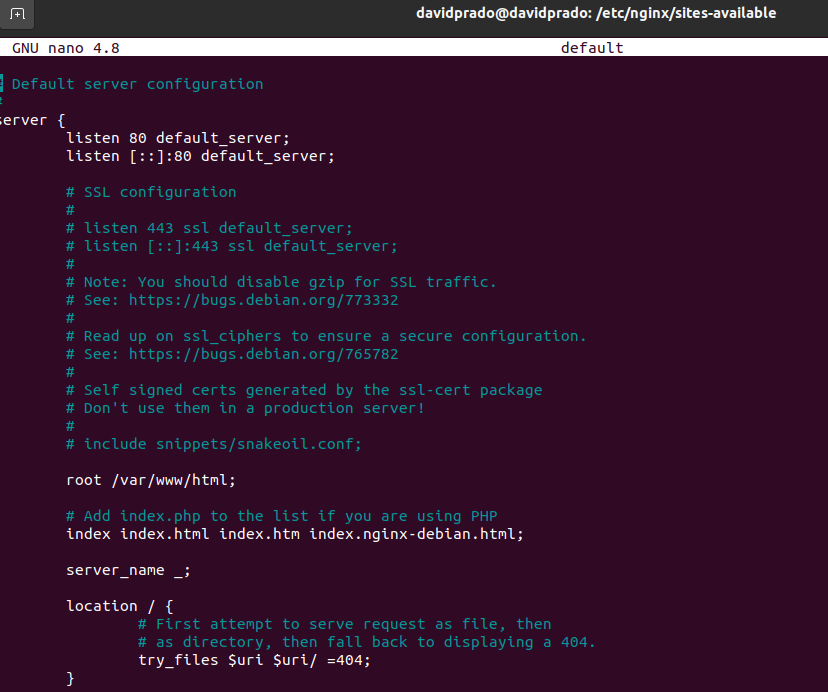 davidprado@davidprado: /etc/nginx/sites-available
GNU nano 4.8 default
# Default server configuration
#
server {
listen 80 default_server;
listen [::]:80 default_server;
# SSL configuration
#
# listen 443 ssl default_server;
# listen [::]:443 ssl default_server;
#
# Note: You should disable gzip for SSL traffic.
# See: https://bugs.debian.org/773332
#
# Read up on ssl_ciphers to ensure a secure configuration.
# See: https://bugs.debian.org/765782
#
# Self signed certs generated by the ssl-cert package
# Don't use them in a production server!
#
# include snippets/snakeoil.conf;
root /var/www/html;
# Add index.php to the list if you are using PHP
index index.html index.htm index.nginx-debian.html;
server_name _;
location / {
# First attempt to serve request as file, then
# as directory, then fall back to displaying a 404.
try_files $uri $uri/ =404;
}